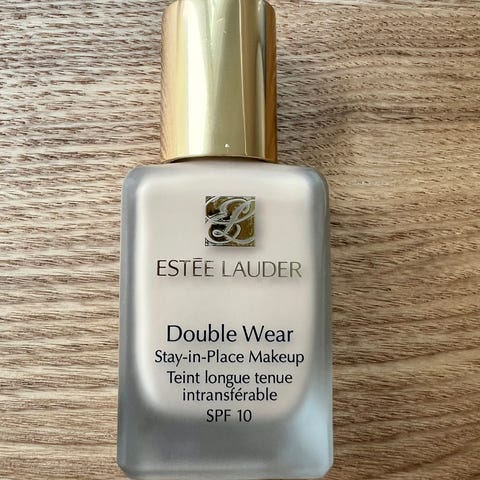 ESTĒE LAUDER
Double Wear
Stay-in-Place Makeup
Teint longue tenue
intransférable
SPF 10